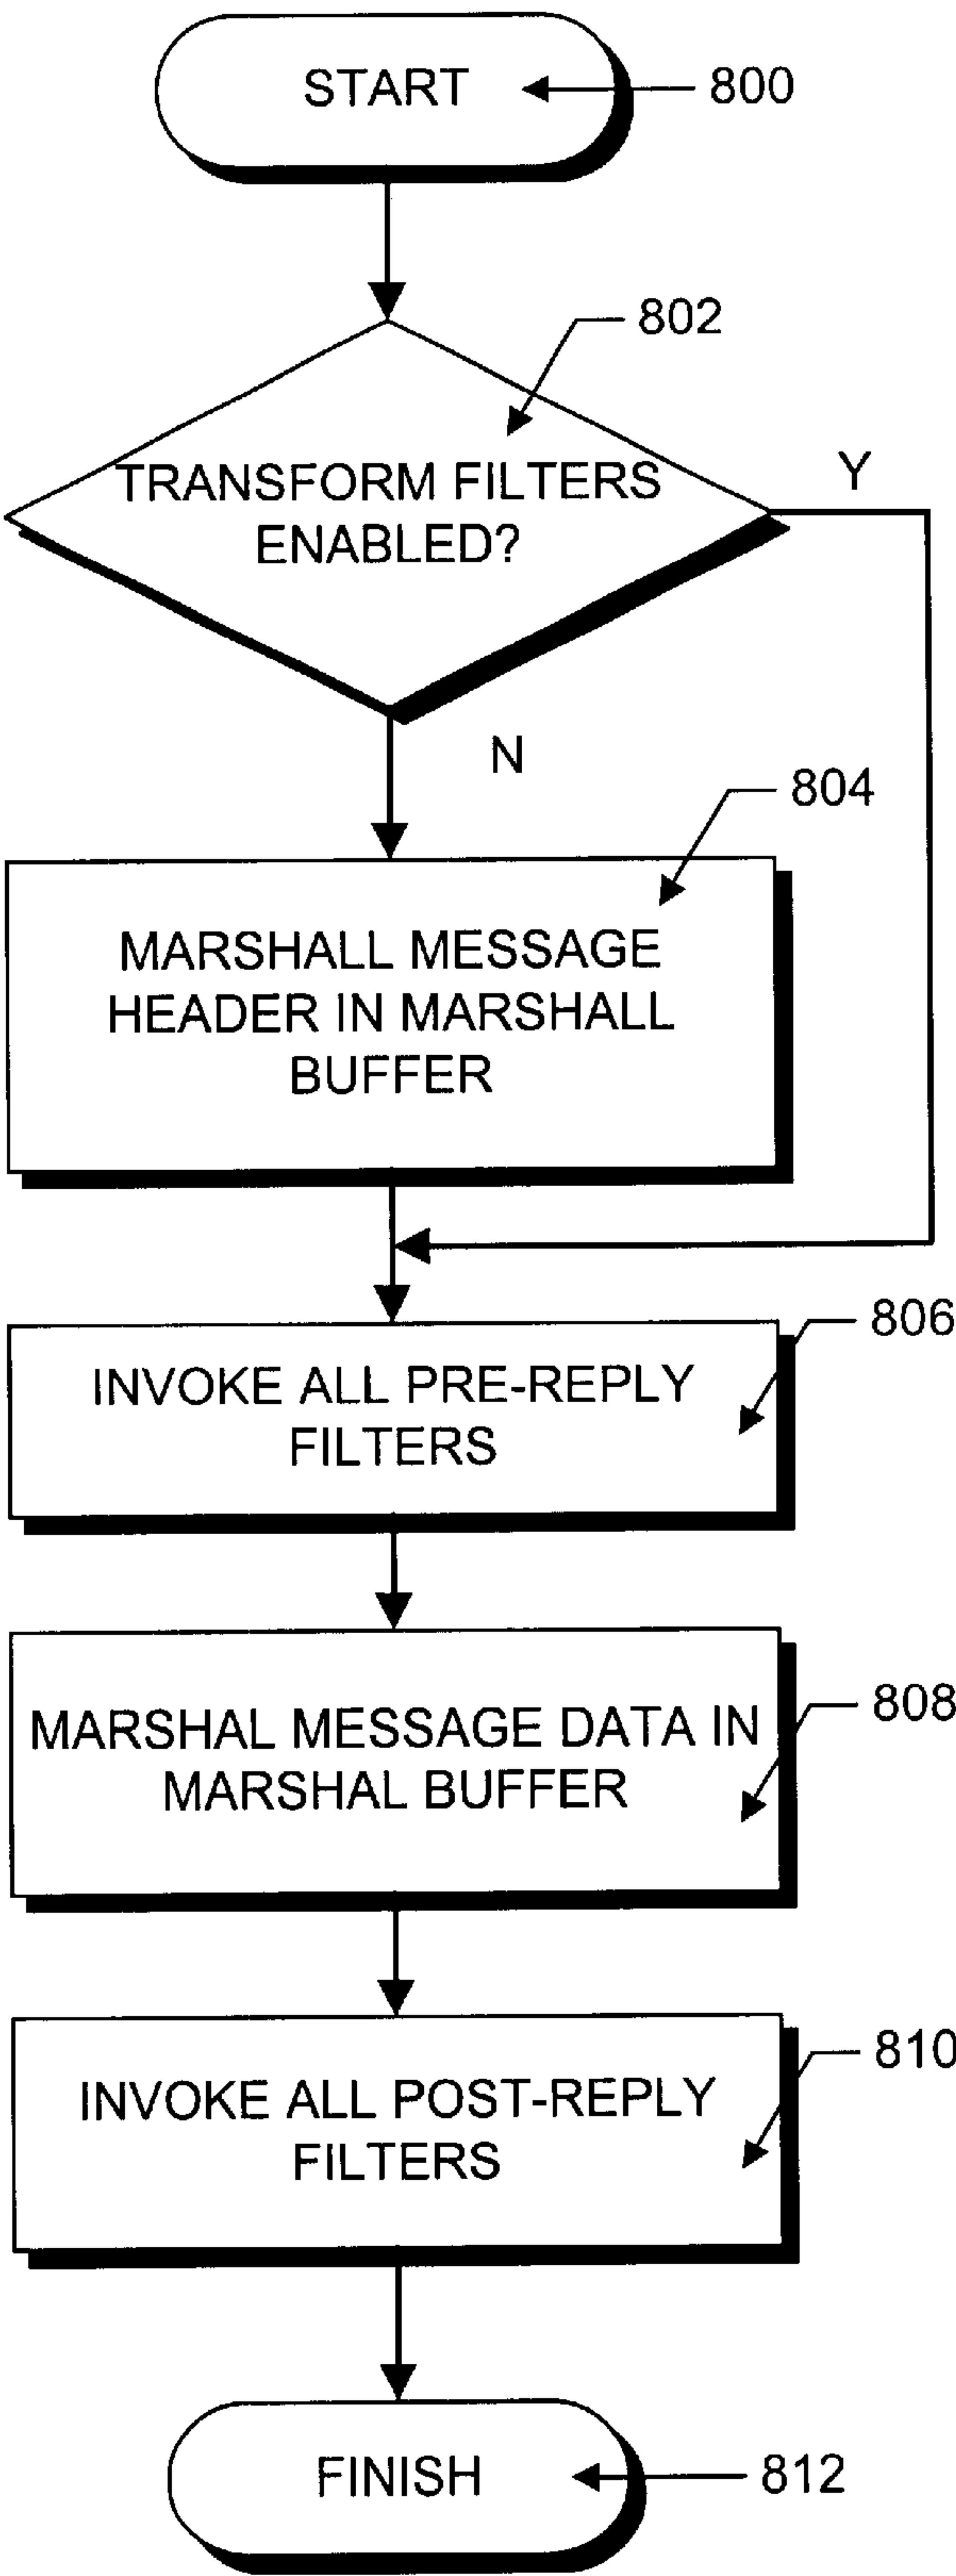 START
800
802
TRANSFORM FILTERS
ENABLED?
Y
N
804
MARSHALL MESSAGE
HEADER IN MARSHALL
BUFFER
806
INVOKE ALL PRE-REPLY
FILTERS
808
MARSHAL MESSAGE DATA IN
MARSHAL BUFFER
810
INVOKE ALL POST-REPLY
FILTERS
FINISH
812